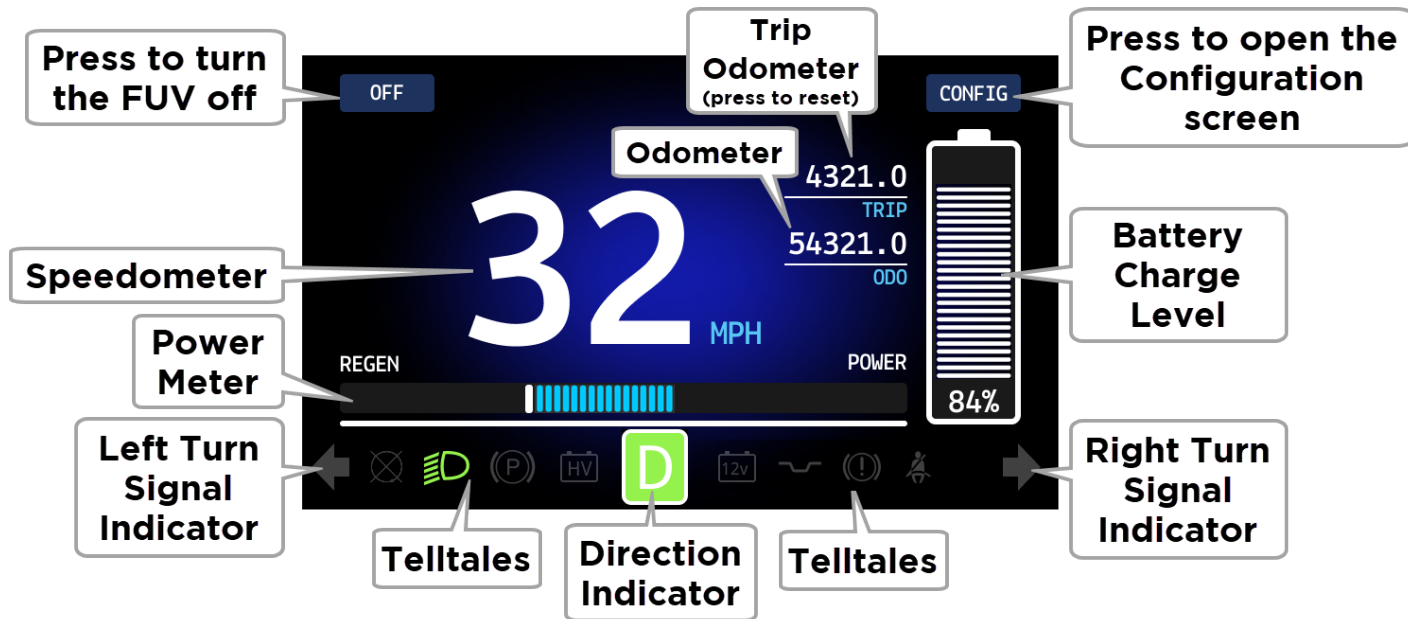 Press to turn
the FUV off
OFF
Trip
Odometer
(press to reset)
CONFIG
Press to open the
Configuration
screen
Odometer
4321.0
TRIP
54321.0
ODO
Speedometer
32
MPH
Battery
Charge
Level
Power
Meter
REGEN
POWER
84%
Left Turn
Signal
Indicator
(P)
HV
D
12v
(!)
Right Turn
Signal
Indicator
Telltales
Direction
Indicator
Telltales